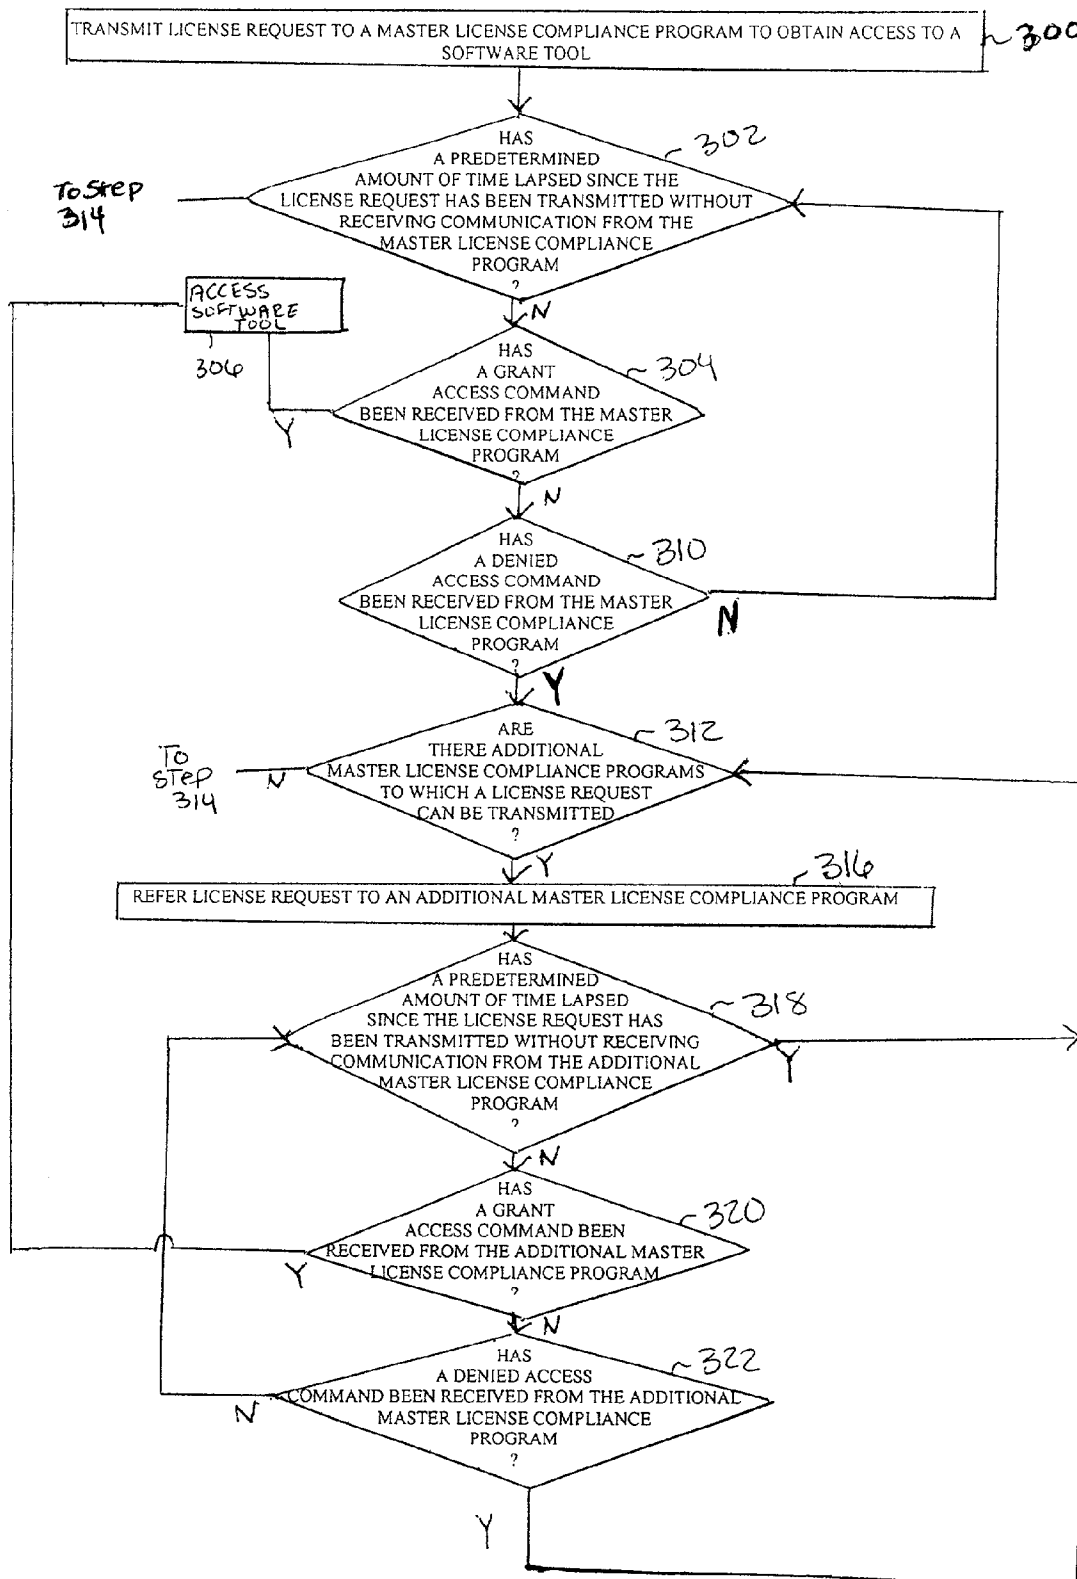 TRANSMIT LICENSE REQUEST TO A MASTER LICENSE COMPLIANCE PROGRAM TO OBTAIN ACCESS TO A
SOFTWARE TOOL
300
HAS
A PREDETERMINED
AMOUNT OF TIME LAPSED SINCE THE
LICENSE REQUEST HAS BEEN TRANSMITTED WITHOUT
RECEIVING COMMUNICATION FROM THE
MASTER LICENSE COMPLIANCE
PROGRAM
?
302
To Step
314
N
ACCESS
SOFTWARE
TOOL
306
HAS
A GRANT
ACCESS COMMAND
BEEN RECEIVED FROM THE MASTER
LICENSE COMPLIANCE
PROGRAM
?
304
Y
N
HAS
A DENIED
ACCESS COMMAND
BEEN RECEIVED FROM THE MASTER
LICENSE COMPLIANCE
PROGRAM
?
310
N
Y
ARE
THERE ADDITIONAL
MASTER LICENSE COMPLIANCE PROGRAMS
TO WHICH A LICENSE REQUEST
CAN BE TRANSMITTED
?
312
To
Step
314
N
Y
316
REFER LICENSE REQUEST TO AN ADDITIONAL MASTER LICENSE COMPLIANCE PROGRAM
HAS
A PREDETERMINED
AMOUNT OF TIME LAPSED
SINCE THE LICENSE REQUEST HAS
BEEN TRANSMITTED WITHOUT RECEIVING
COMMUNICATION FROM THE ADDITIONAL
MASTER LICENSE COMPLIANCE
PROGRAM
?
318
Y
N
HAS
A GRANT
ACCESS COMMAND BEEN
RECEIVED FROM THE ADDITIONAL MASTER
LICENSE COMPLIANCE PROGRAM
?
320
Y
N
HAS
A DENIED ACCESS
COMMAND BEEN RECEIVED FROM THE ADDITIONAL
MASTER LICENSE COMPLIANCE
PROGRAM
?
322
N
Y